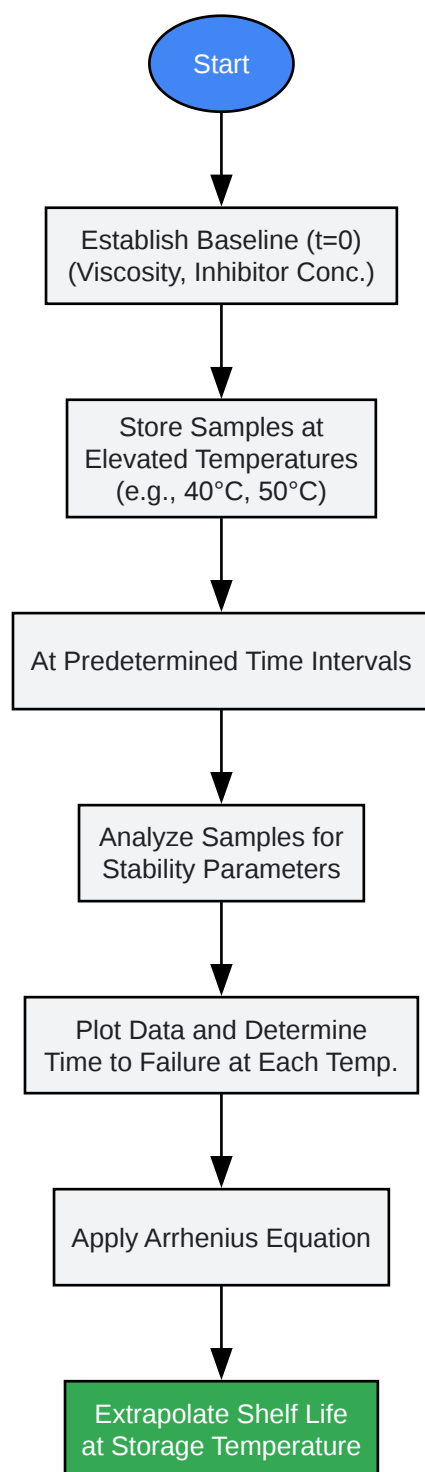 Start
Establish Baseline (t=0)
(Viscosity, Inhibitor Conc.)
Store Samples at
Elevated Temperatures
(e.g., 40°C, 50°C)
At Predetermined Time Intervals
Analyze Samples for
Stability Parameters
Plot Data and Determine
Time to Failure at Each Temp.
Apply Arrhenius Equation
Extrapolate Shelf Life
at Storage Temperature